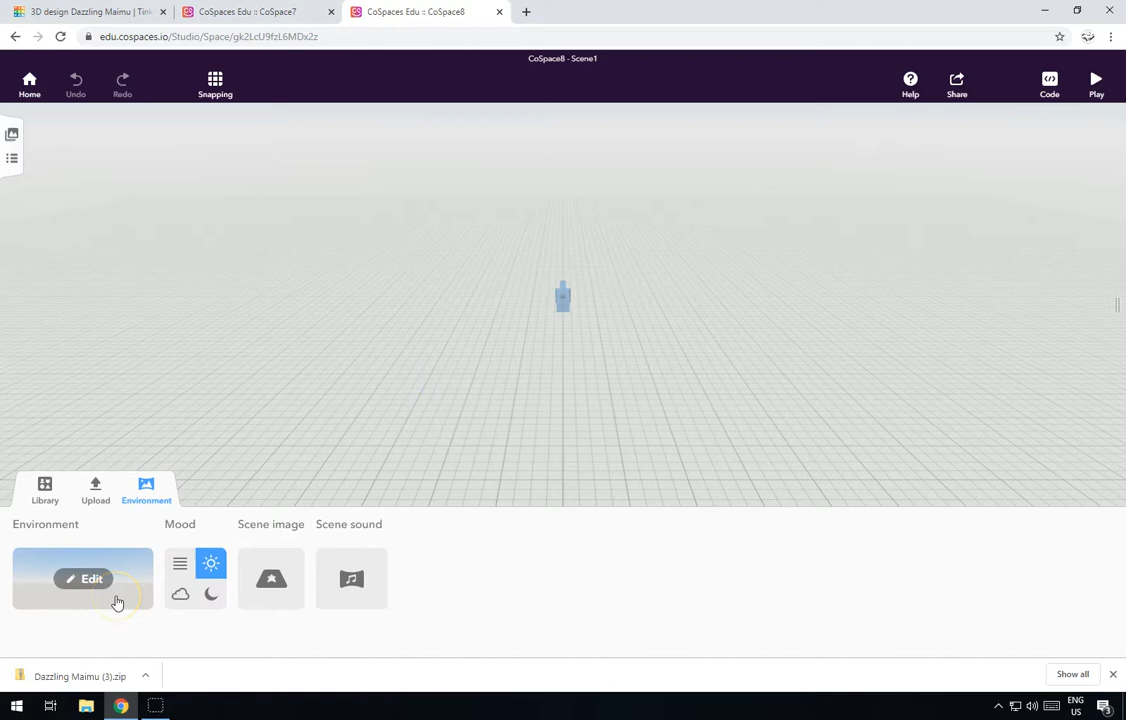 3D design Dazzling Maimu | Tink
CoSpaces Edu :: CoSpace7
CoSpaces Edu :: CoSpace8
edu.cospaces.io/Studio/Space/gk2LcU9fzL6MDx2z
CoSpace8 - Scene1
Home
Undo
Redo
Snapping
Help
Share
Code
Play
Library
Upload
Environment
Environment
Mood
Scene image
Scene sound
Edit
Dazzling Maimu (3).zip
Show all
ENG
US
3